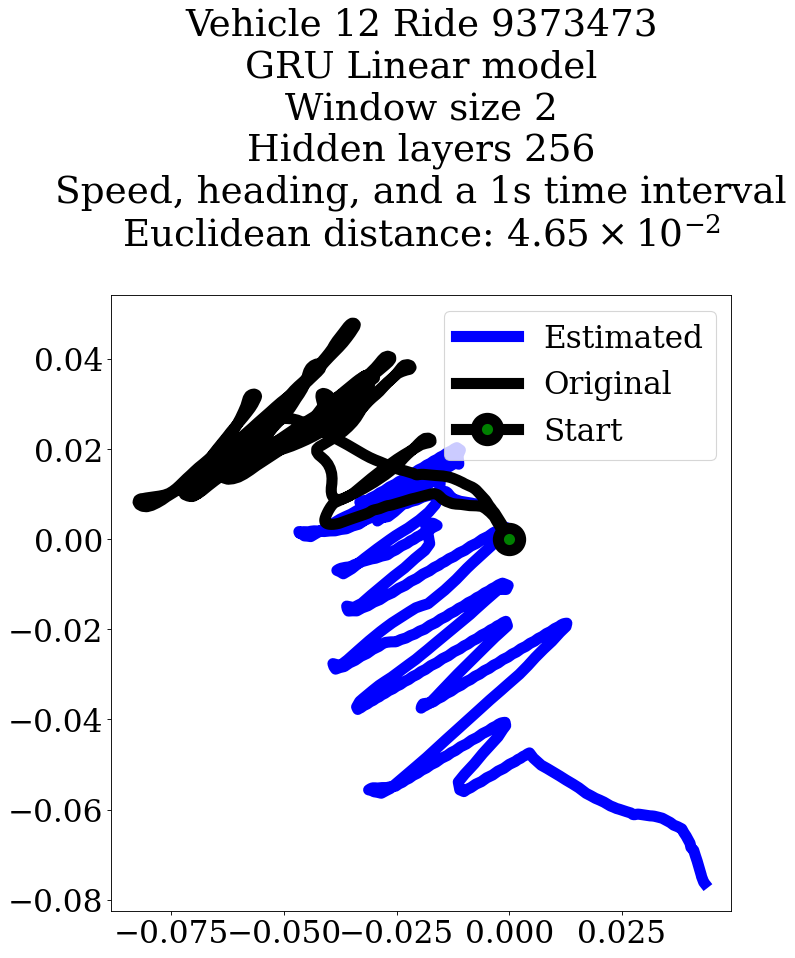 Vehicle 12 Ride 9373473
GRU Linear model
Window size 2
Hidden layers 256
Speed, heading, and a 1s time interval
Euclidean distance: 4.65 × 10⁻²
Estimated
Original
Start
0.04
0.02
0.00
−0.02
−0.04
−0.06
−0.08
−0.075
−0.050
−0.025
0.000
0.025